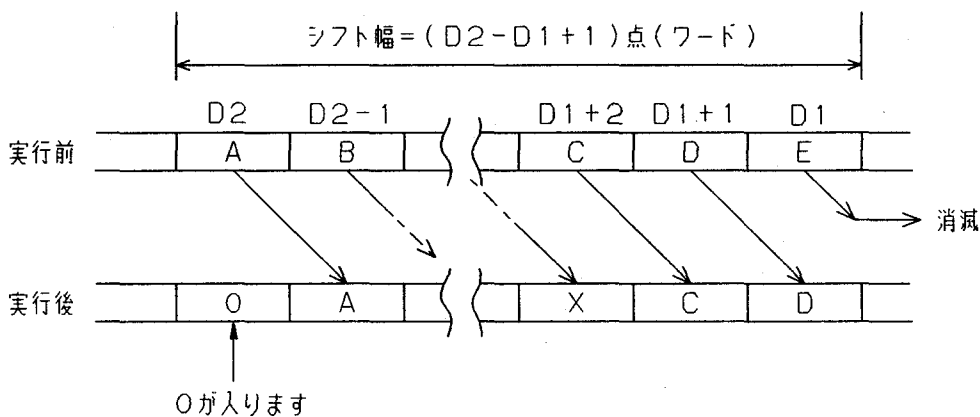 シフト幅=(D2-D1+1)点(ワード)
D2 D2-1 D1+2 D1+1 D1
実行前 A B C D E
消滅
実行後 0 A X C D
0が入ります